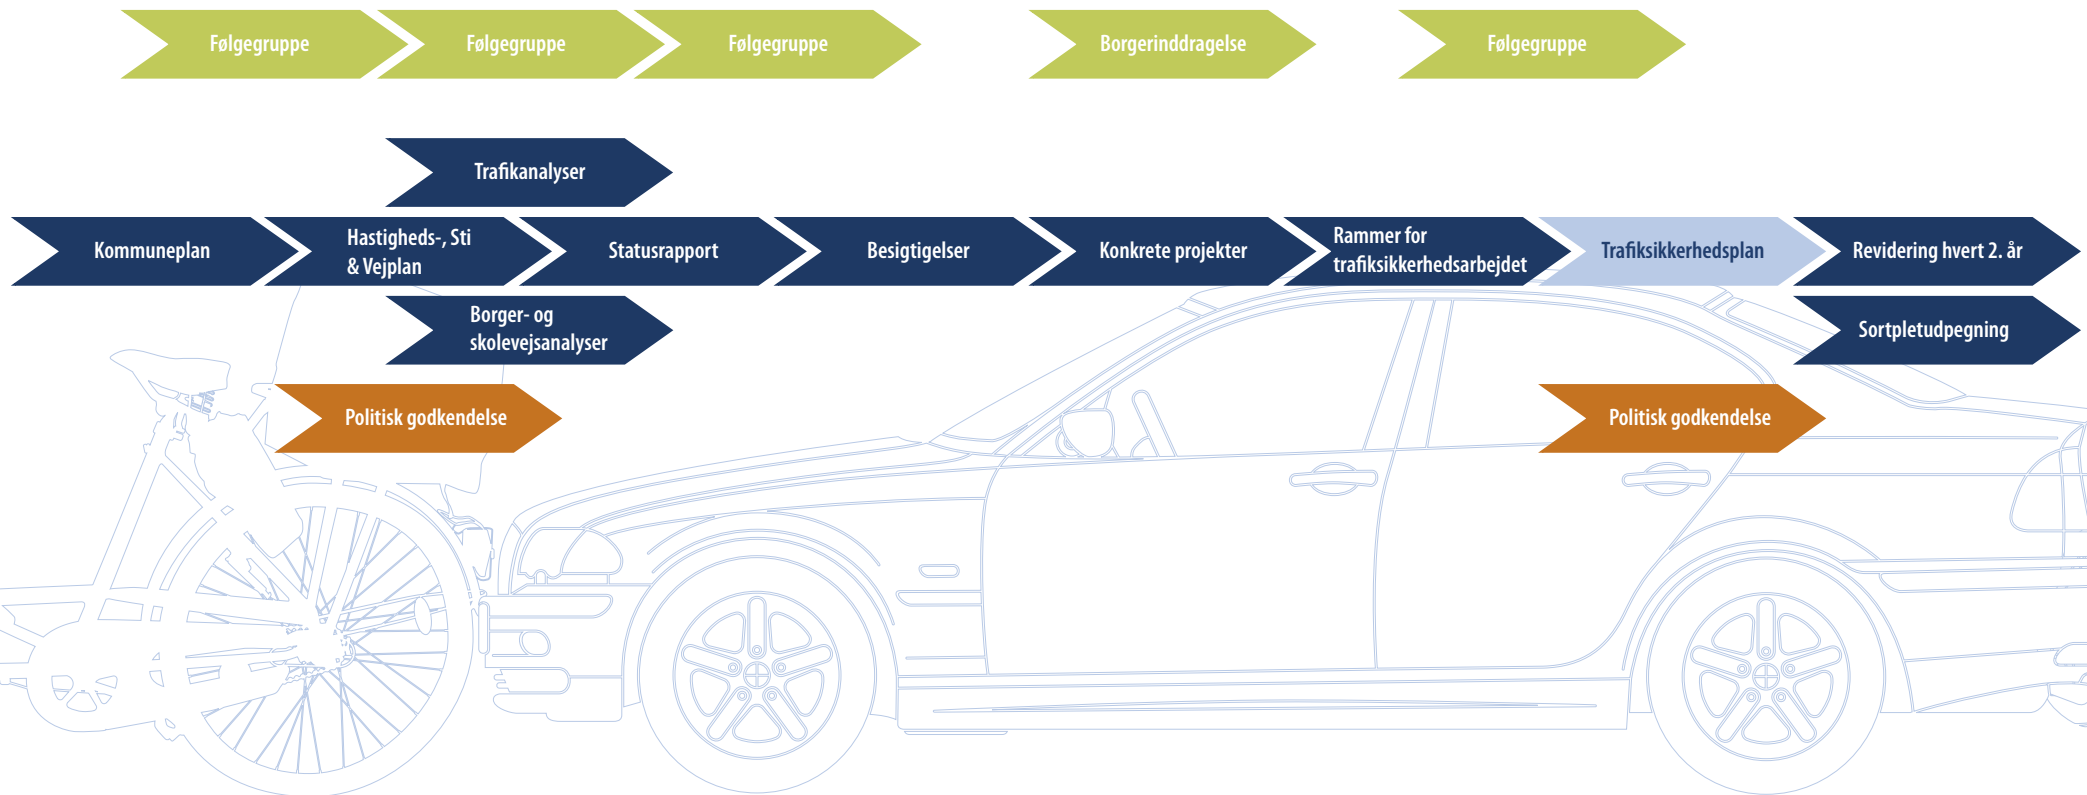 Følgegruppe
Følgegruppe
Følgegruppe
Borgerinddragelse
Følgegruppe
Trafikanalyser
Kommuneplan
Hastigheds-, Sti
& Vejplan
Statusrapport
Besigtigelser
Konkrete projekter
Rammer for
trafiksikkerhedsarbejdet
Trafiksikkerhedsplan
Revidering hvert 2. år
Borger- og
skolevejsanalyser
Sortpletudpegning
Politisk godkendelse
Politisk godkendelse